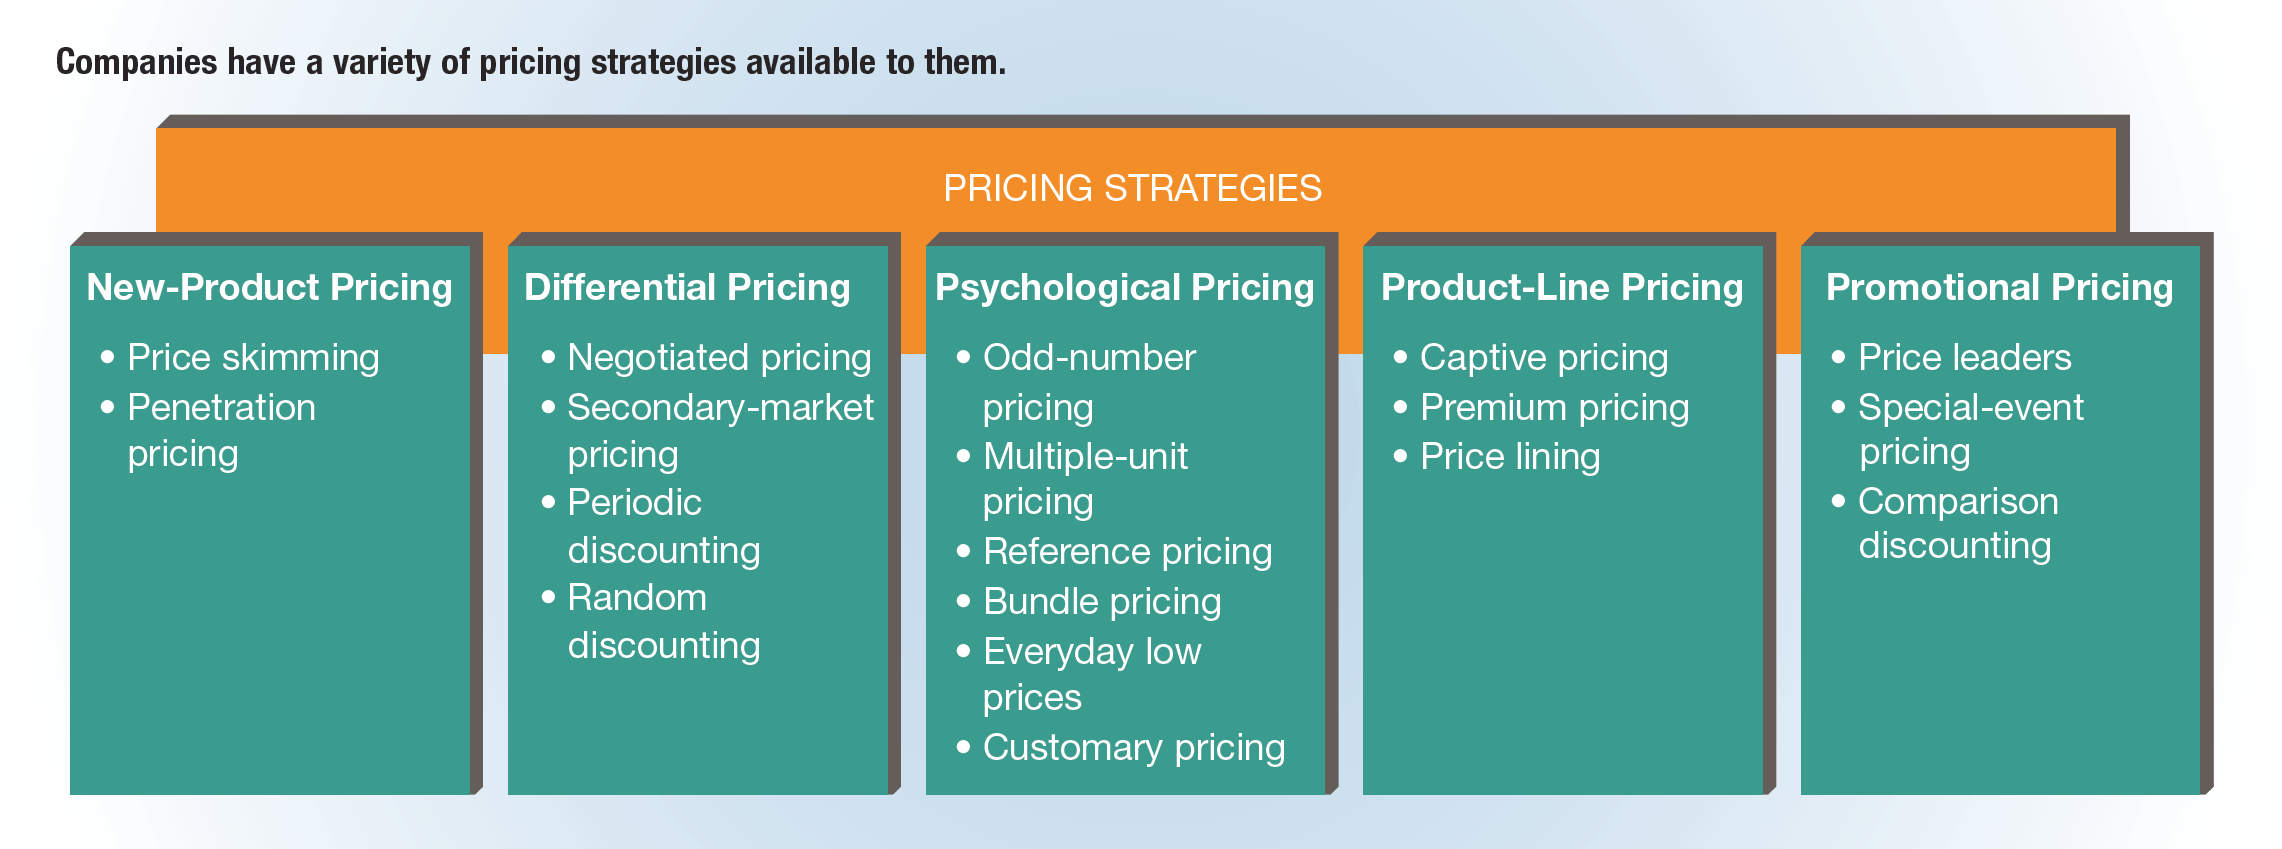 Companies have a variety of pricing strategies available to them.
PRICING STRATEGIES
New-Product Pricing
• Price skimming
• Penetration
pricing
Differential Pricing
• Negotiated pricing
• Secondary-market
pricing
• Periodic
discounting
• Random
discounting
Psychological Pricing
• Odd-number
pricing
• Multiple-unit
pricing
• Reference pricing
• Bundle pricing
• Everyday low
prices
• Customary pricing
Product-Line Pricing
• Captive pricing
• Premium pricing
• Price lining
Promotional Pricing
• Price leaders
• Special-event
pricing
• Comparison
discounting